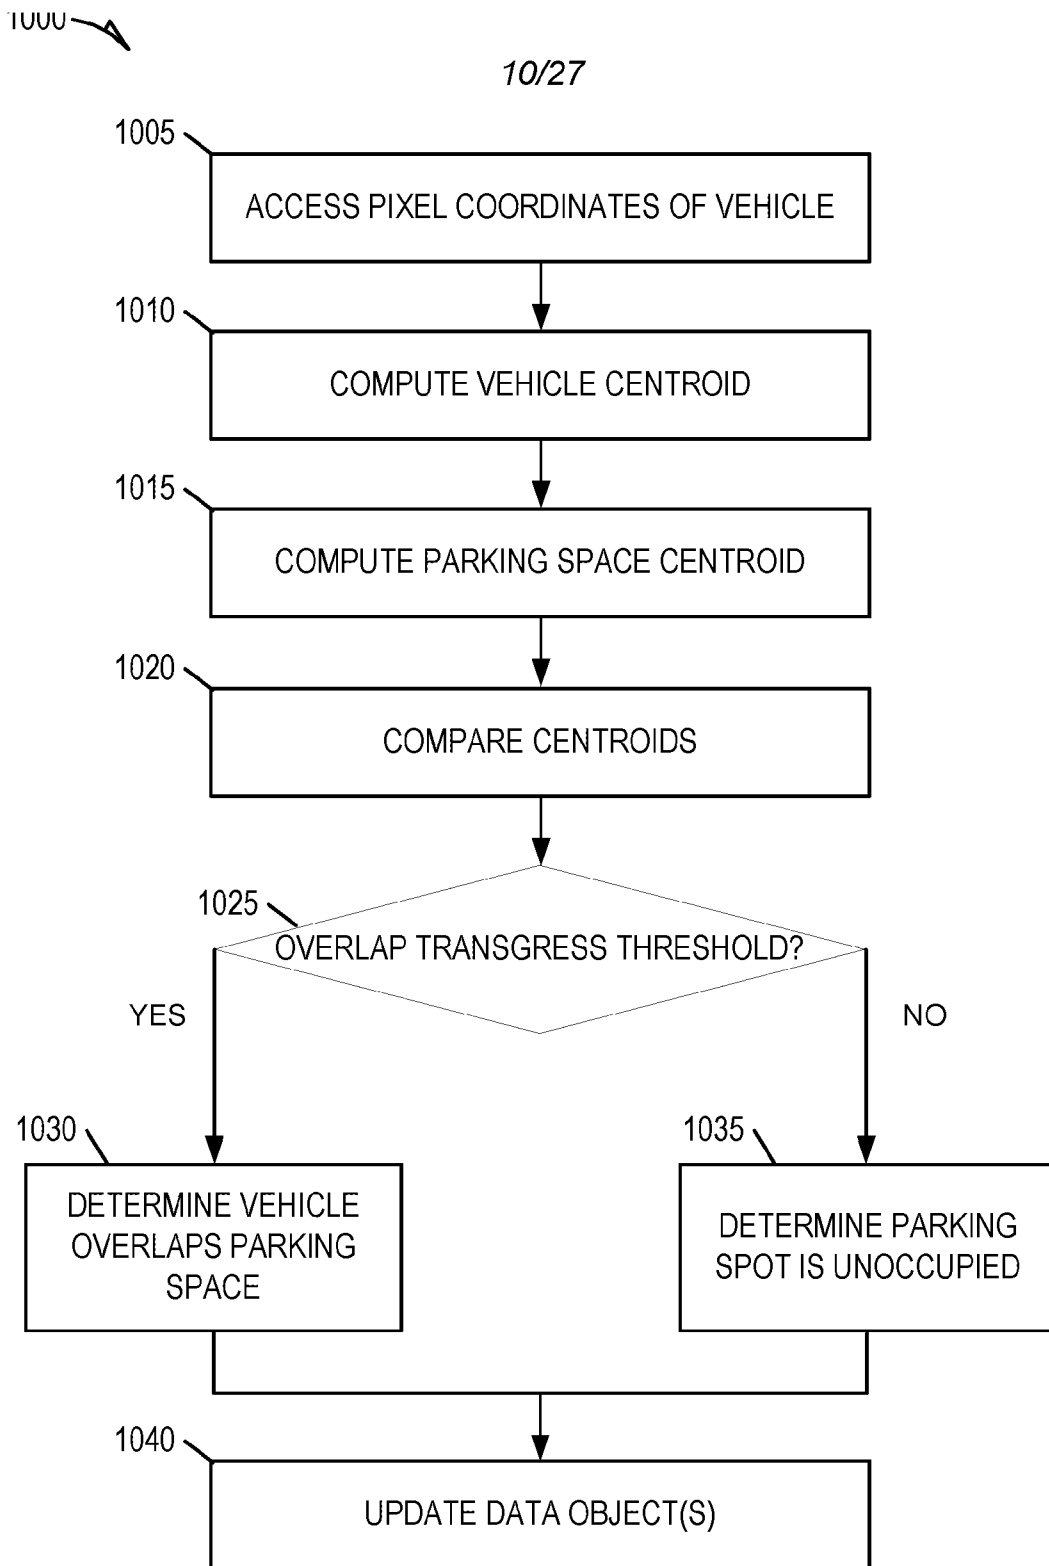 1000
10/27
1005
ACCESS PIXEL COORDINATES OF VEHICLE
1010
COMPUTE VEHICLE CENTROID
1015
COMPUTE PARKING SPACE CENTROID
1020
COMPARE CENTROIDS
1025
OVERLAP TRANSGRESS THRESHOLD?
YES
NO
1030
DETERMINE VEHICLE
OVERLAPS PARKING
SPACE
1035
DETERMINE PARKING
SPOT IS UNOCCUPIED
1040
UPDATE DATA OBJECT(S)